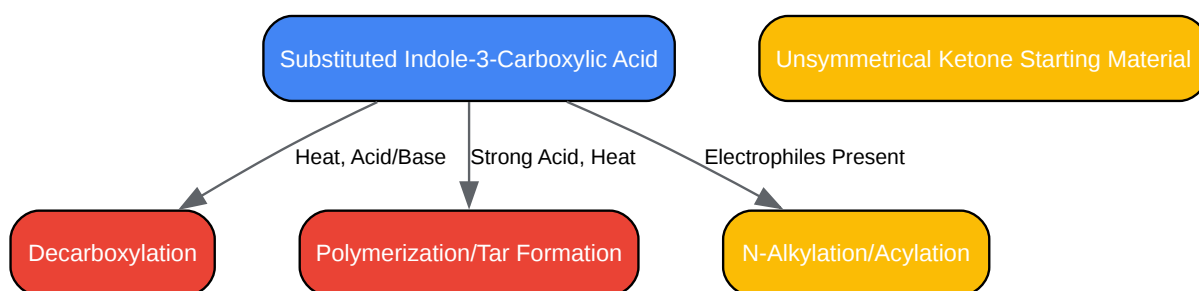 Substituted Indole-3-Carboxylic Acid
Unsymmetrical Ketone Starting Material
Heat, Acid/Base
Strong Acid, Heat
Electrophiles Present
Decarboxylation
Polymerization/Tar Formation
N-Alkylation/Acylation